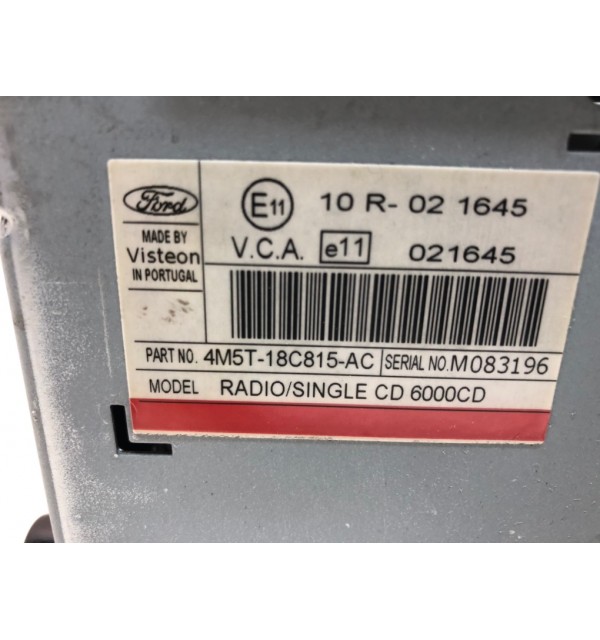 Ford
MADE BY
Visteon
IN PORTUGAL
E11 10 R- 02 1645
V.C.A. e11 021645
PART NO. 4M5T-18C815-AC SERIAL NO. M083196
MODEL RADIO/SINGLE CD 6000CD